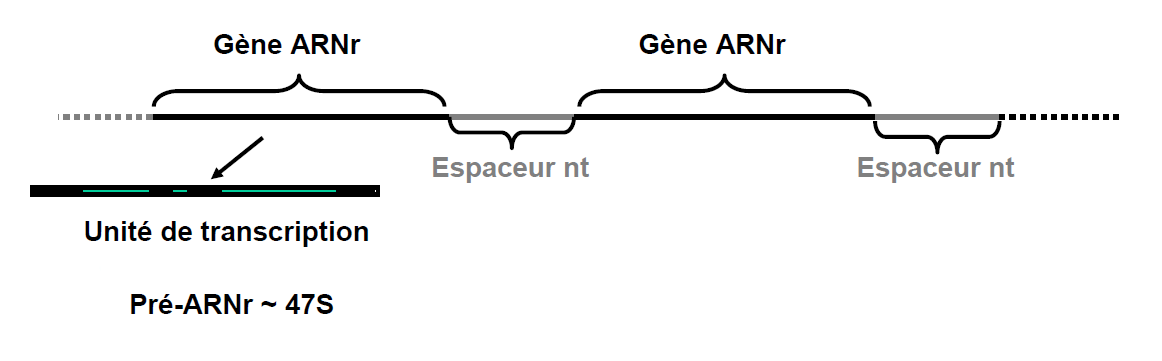 Gène ARNr
Gène ARNr
Espaceur nt
Espaceur nt
Unité de transcription
Pré-ARNr ~ 47S